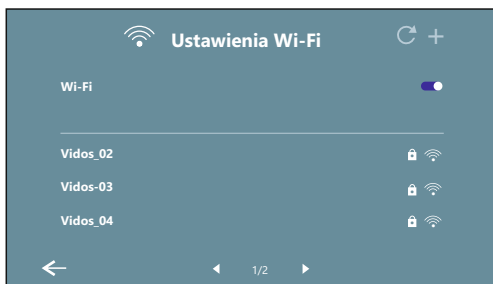 Ustawienia Wi-Fi
Wi-Fi
Vidos_02
Vidos-03
Vidos_04
1/2